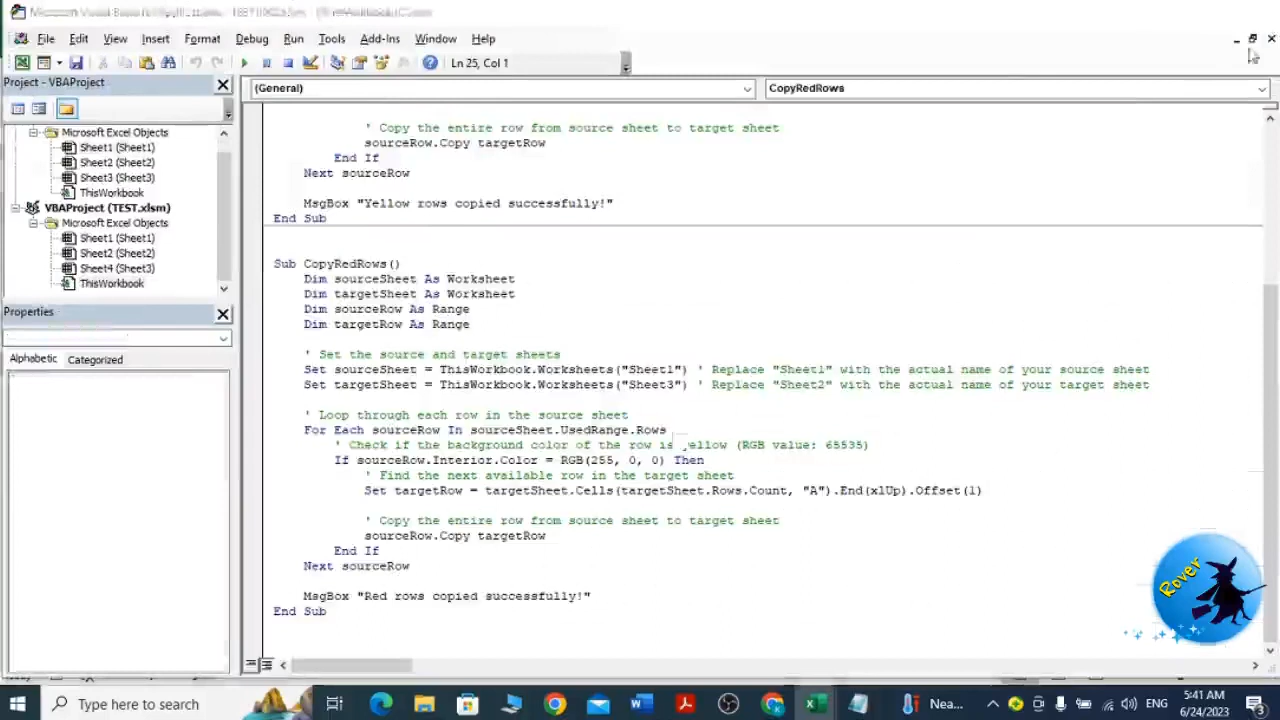 Microsoft Visual Basic
File Edit View Insert Format Debug Run Tools Add-Ins Window Help
Ln 25, Col 1
Project - VBAProject
(General)
CopyRedRows
Microsoft Excel Objects
Sheet1 (Sheet1)
Sheet2 (Sheet2)
Sheet3 (Sheet3)
ThisWorkbook
VBAProject (TEST.xlsm)
Microsoft Excel Objects
Sheet1 (Sheet1)
Sheet2 (Sheet2)
Sheet4 (Sheet3)
ThisWorkbook
Properties
Alphabetic Categorized
' Copy the entire row from source sheet to target sheet
sourceRow.Copy targetRow
End If
Next sourceRow
MsgBox "Yellow rows copied successfully!"
End Sub
Sub CopyRedRows()
Dim sourceSheet As Worksheet
Dim targetSheet As Worksheet
Dim sourceRow As Range
Dim targetRow As Range
' Set the source and target sheets
Set sourceSheet = ThisWorkbook.Worksheets("Sheet1") ' Replace "Sheet1" with the actual name of your source sheet
Set targetSheet = ThisWorkbook.Worksheets("Sheet3") ' Replace "Sheet2" with the actual name of your target sheet
' Loop through each row in the source sheet
For Each sourceRow In sourceSheet.UsedRange.Rows
' Check if the background color of the row is yellow (RGB value: 65535)
If sourceRow.Interior.Color = RGB(255, 0, 0) Then
' Find the next available row in the target sheet
Set targetRow = targetSheet.Cells(targetSheet.Rows.Count, "A").End(xlUp).Offset(1)
' Copy the entire row from source sheet to target sheet
sourceRow.Copy targetRow
End If
Next sourceRow
MsgBox "Red rows copied successfully!"
End Sub
Rover
Type here to search
Nea...
ENG
5:41 AM
6/24/2023
3